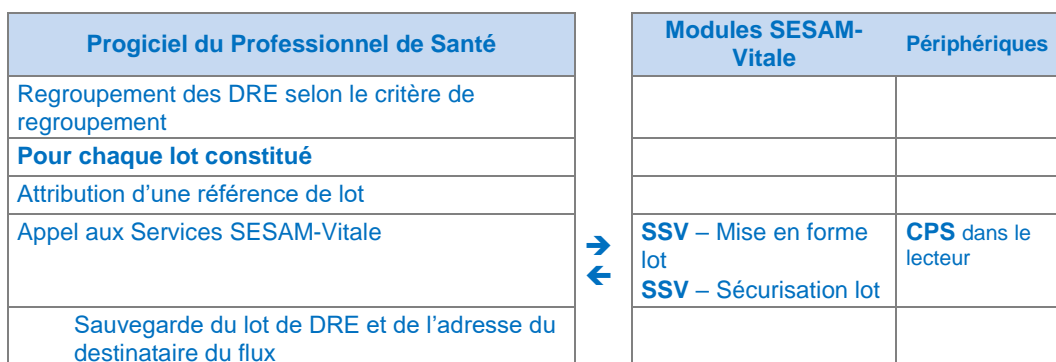 Progiciel du Professionnel de Santé
Modules SESAM-
Vitale
Périphériques
Regroupement des DRE selon le critère de
regroupement
Pour chaque lot constitué
Attribution d'une référence de lot
Appel aux Services SESAM-Vitale
SSV – Mise en forme
lot
SSV – Sécurisation lot
CPS dans le
lecteur
Sauvegarde du lot de DRE et de l'adresse du
destinataire du flux